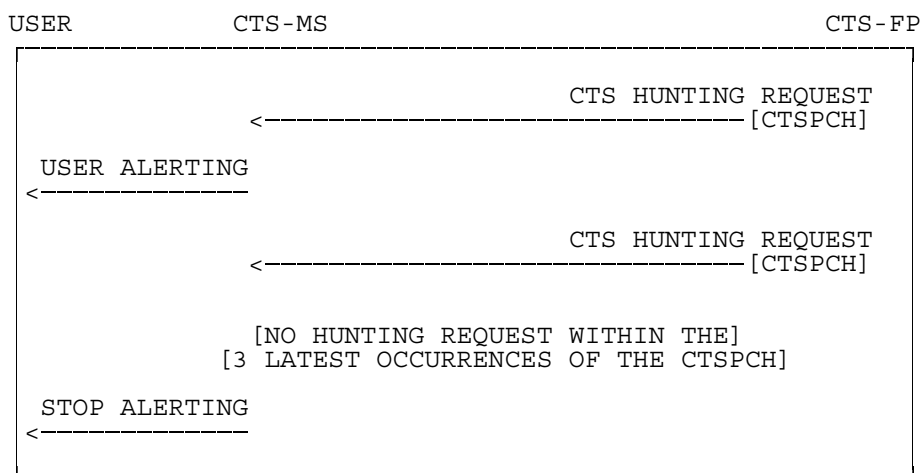 USER CTS-MS CTS-FP
CTS HUNTING REQUEST
[CTSPCH]
USER ALERTING
CTS HUNTING REQUEST
[CTSPCH]
[NO HUNTING REQUEST WITHIN THE]
[3 LATEST OCCURRENCES OF THE CTSPCH]
STOP ALERTING